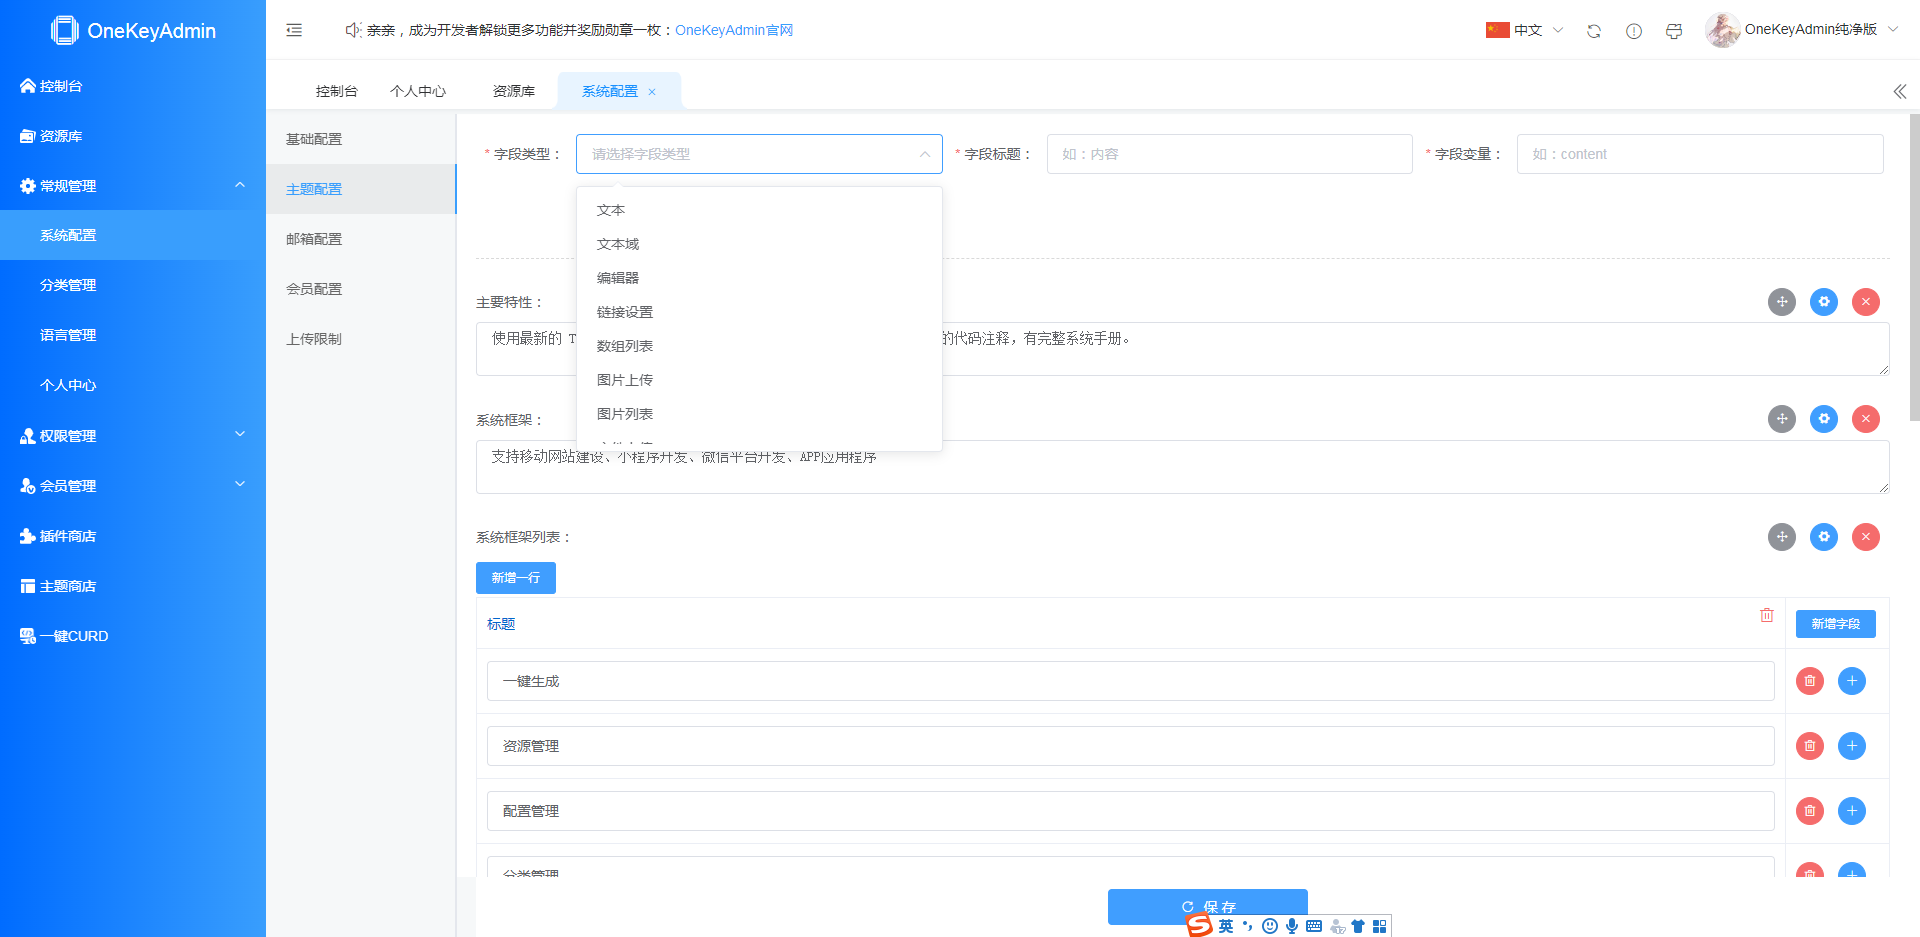 OneKeyAdmin
亲亲，成为开发者解锁更多功能并奖励勋章一枚：OneKeyAdmin官网
中文
OneKeyAdmin纯净版
控制台
资源库
常规管理
系统配置
分类管理
语言管理
个人中心
权限管理
会员管理
插件商店
主题商店
一键CURD
控制台 个人中心 资源库 系统配置
基础配置
主题配置
邮箱配置
会员配置
上传限制
* 字段类型： 请选择字段类型 * 字段标题： 如：内容 * 字段变量： 如：content
文本
文本域
编辑器
链接设置
数组列表
图片上传
图片列表
主要特性：
使用最新的 T 的代码注释，有完整系统手册。
系统框架：
支持移动网站建设、小程序开发、微信平台开发、APP应用程序
系统框架列表：
新增一行
标题 新增字段
一键生成
资源管理
配置管理
分类管理
保存
英